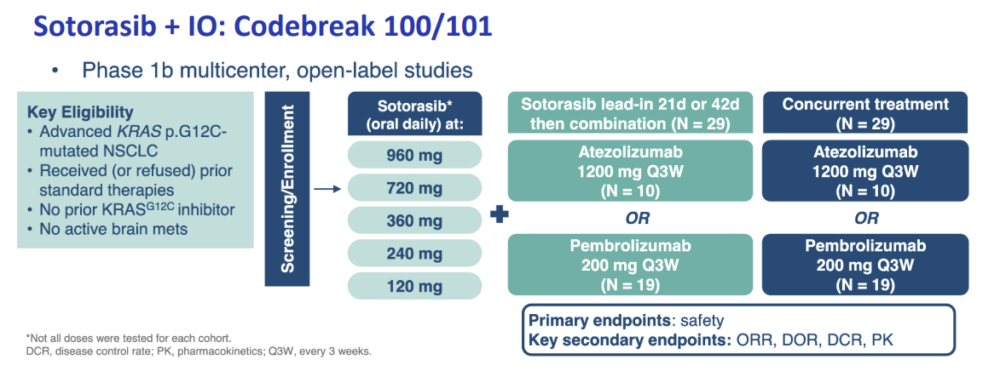 Sotorasib + IO: Codebreak 100/101
• Phase 1b multicenter, open-label studies
Key Eligibility
• Advanced KRAS p.G12C-
mutated NSCLC
• Received (or refused) prior
standard therapies
• No prior KRASG12C inhibitor
• No active brain mets
Screening/Enrollment
Sotorasib*
(oral daily) at:
960 mg
720 mg
360 mg
240 mg
120 mg
+
Sotorasib lead-in 21d or 42d
then combination (N = 29)
Atezolizumab
1200 mg Q3W
(N = 10)
OR
Pembrolizumab
200 mg Q3W
(N = 19)
Concurrent treatment
(N = 29)
Atezolizumab
1200 mg Q3W
(N = 10)
OR
Pembrolizumab
200 mg Q3W
(N = 19)
Primary endpoints: safety
Key secondary endpoints: ORR, DOR, DCR, PK
*Not all doses were tested for each cohort.
DCR, disease control rate; PK, pharmacokinetics; Q3W, every 3 weeks.